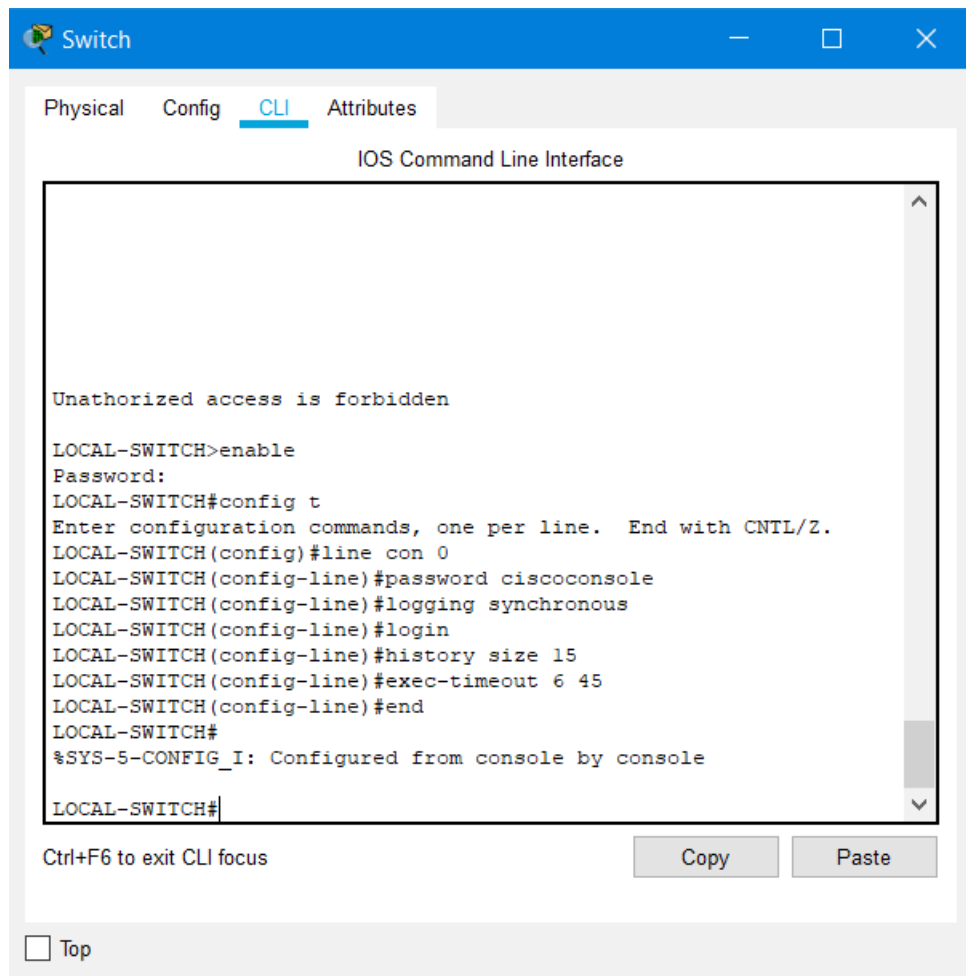 Switch
Physical Config CLI Attributes
IOS Command Line Interface
Unathorized access is forbidden
LOCAL-SWITCH>enable
Password:
LOCAL-SWITCH#config t
Enter configuration commands, one per line.  End with CNTL/Z.
LOCAL-SWITCH(config)#line con 0
LOCAL-SWITCH(config-line)#password ciscoconsole
LOCAL-SWITCH(config-line)#logging synchronous
LOCAL-SWITCH(config-line)#login
LOCAL-SWITCH(config-line)#history size 15
LOCAL-SWITCH(config-line)#exec-timeout 6 45
LOCAL-SWITCH(config-line)#end
LOCAL-SWITCH#
%SYS-5-CONFIG_I: Configured from console by console
LOCAL-SWITCH#
Ctrl+F6 to exit CLI focus Copy Paste
Top